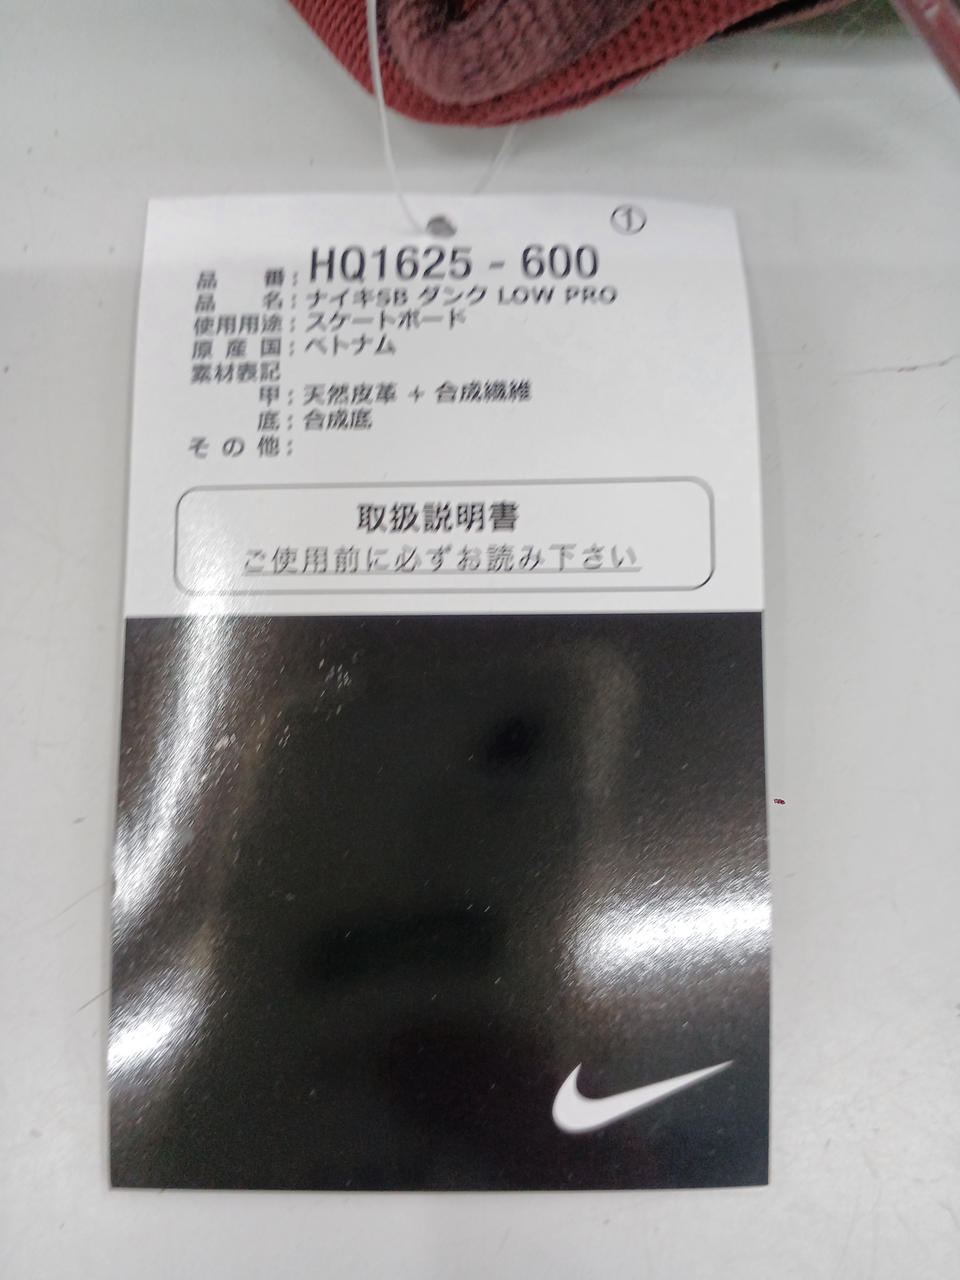 ①
品番：HQ1625 - 600
品名：ナイキSB ダンク LOW PRO
使用用途：スケートボード
原産国：ベトナム
素材表記
甲：天然皮革 + 合成繊維
底：合成底
その他：
取扱説明書
ご使用前に必ずお読み下さい